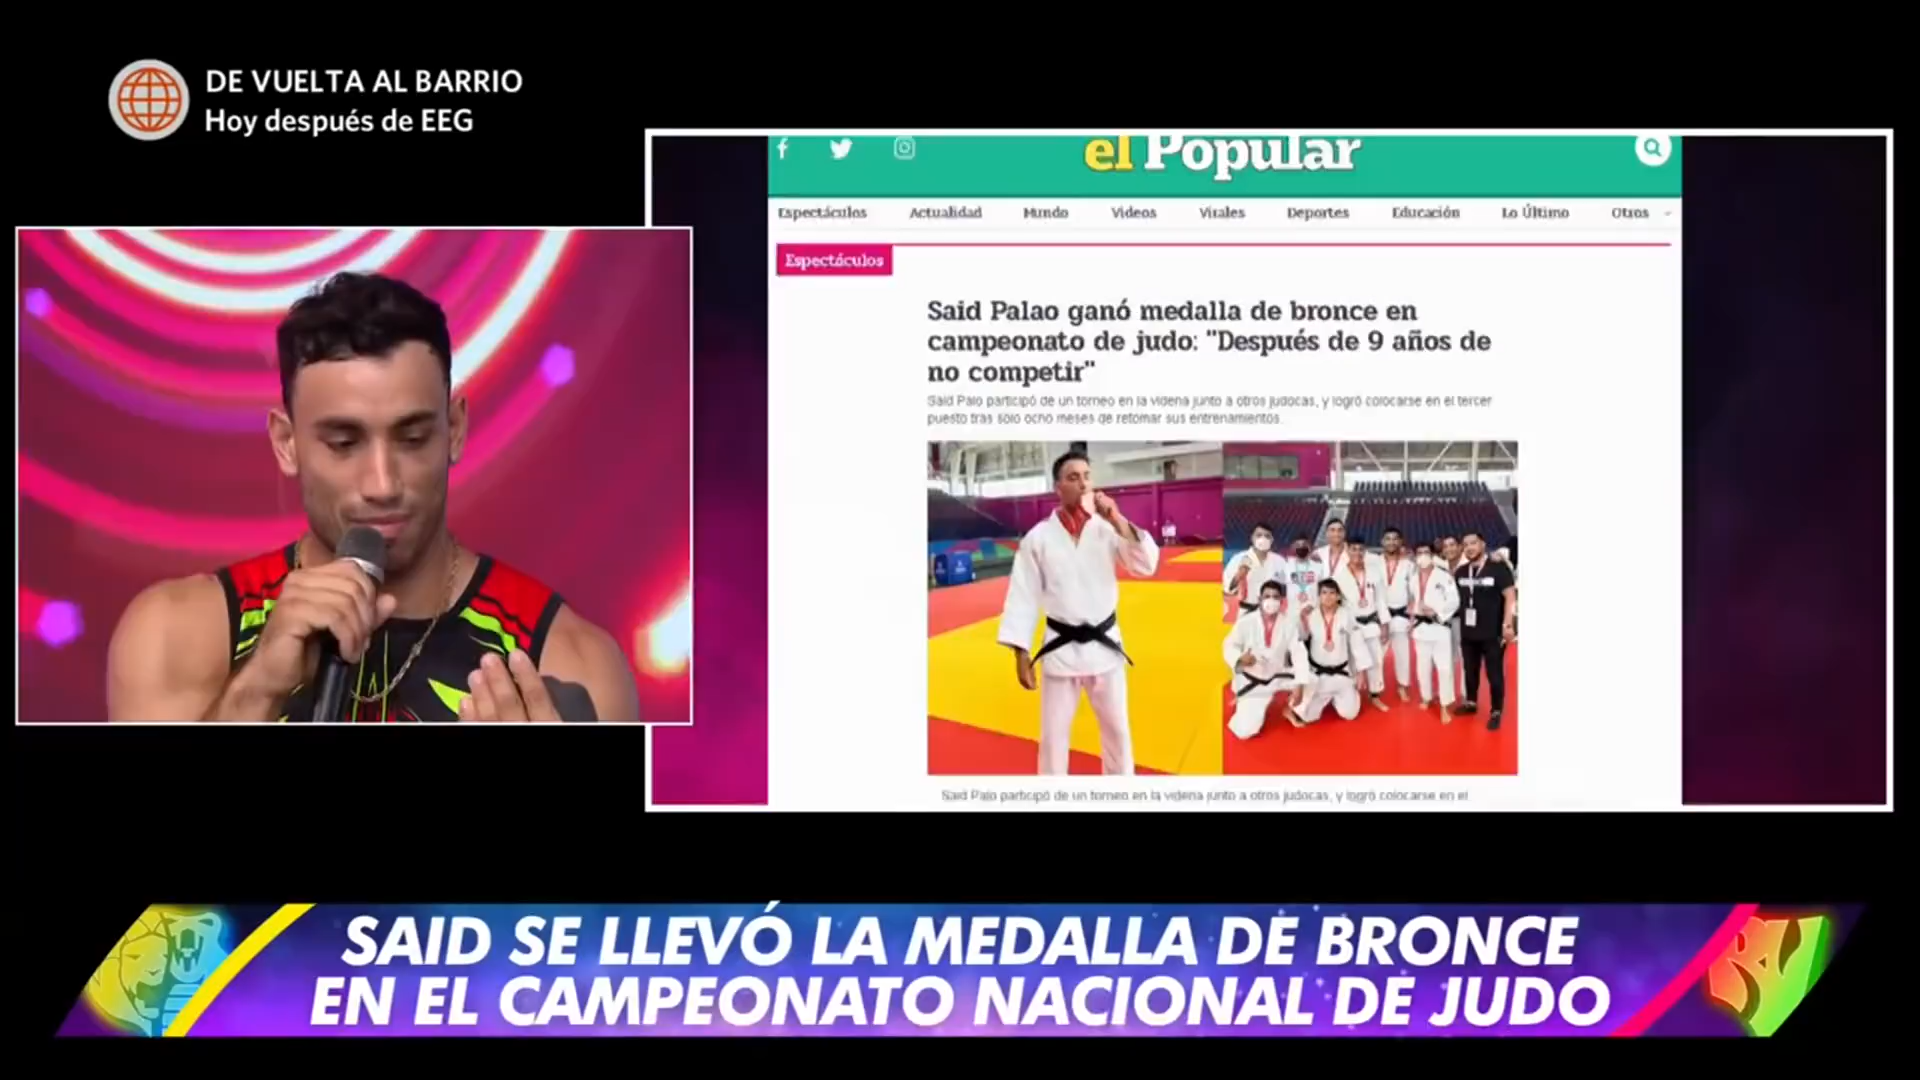 DE VUELTA AL BARRIO
Hoy después de EEG
el Popular
Espectáculos Actualidad Mundo Videos Virales Deportes Educación Lo Último Otros
Espectáculos
Said Palao ganó medalla de bronce en
campeonato de judo: "Después de 9 años de
no competir"
Said Palo participó de un torneo en la videna junto a otros judocas, y logró colocarse en el tercer
puesto tras solo ocho meses de retomar sus entrenamientos.
Said Palo participó de un torneo en la videna junto a otros judocas, y logró colocarse en el
SAID SE LLEVÓ LA MEDALLA DE BRONCE
EN EL CAMPEONATO NACIONAL DE JUDO